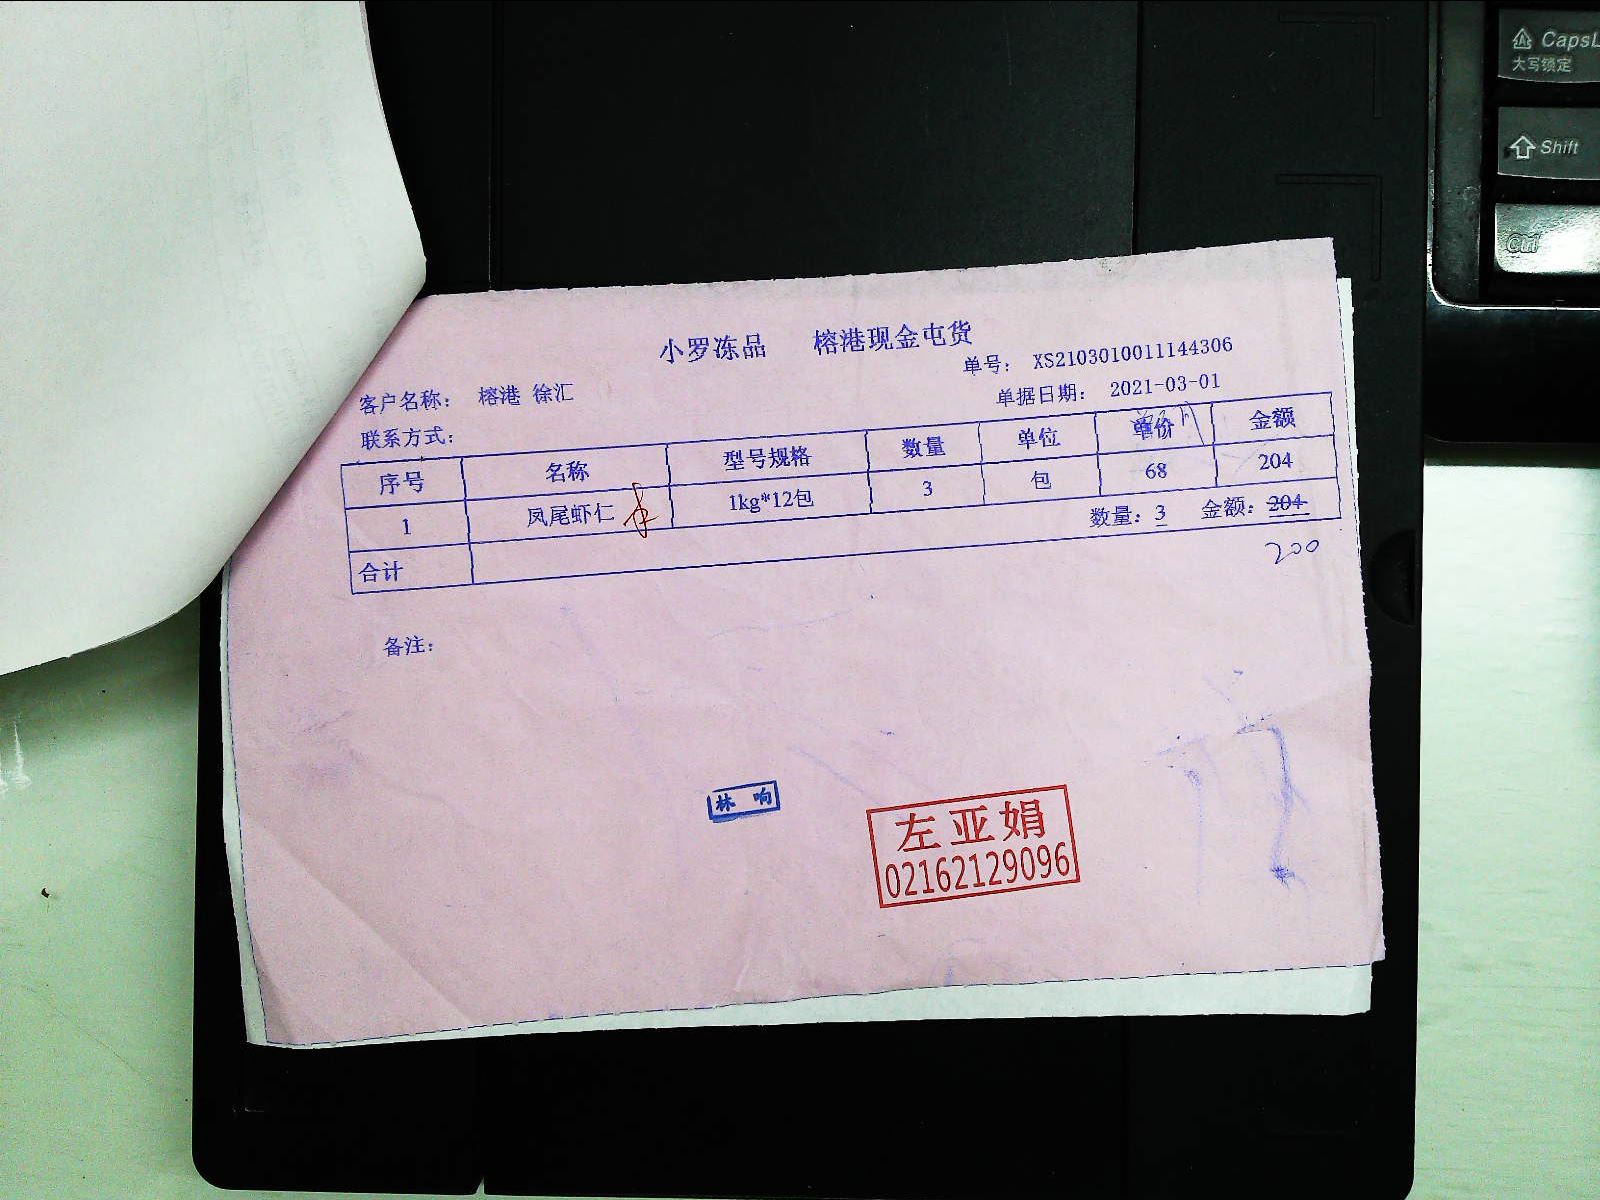 CapsL
大写锁定
Shift
Ctrl
小罗冻品 榕港现金屯货
单号： XS2103010011144306
客户名称： 榕港 徐汇
单据日期： 2021-03-01
联系方式：
序号 名称 型号规格 数量 单位 单价 金额
1 凤尾虾仁 1kg*12包 3 包 68 204
合计 数量：3 金额：204
200
备注：
林 响
左亚娟
02162129096